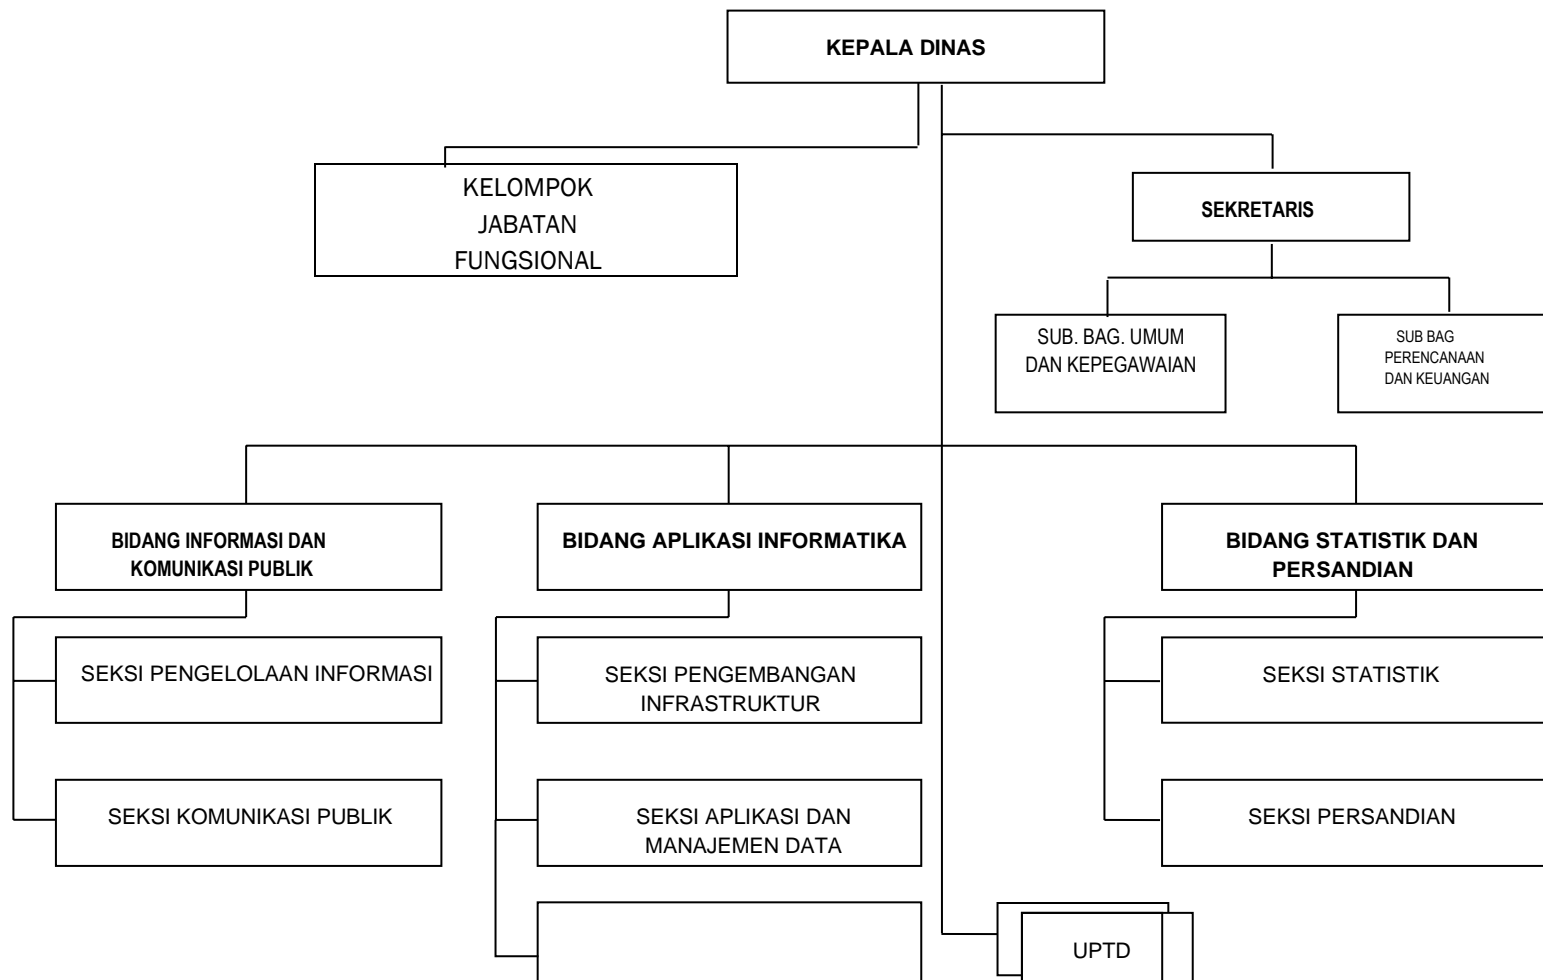 KEPALA DINAS
KELOMPOK
JABATAN
FUNGSIONAL
SEKRETARIS
SUB. BAG. UMUM
DAN KEPEGAWAIAN
SUB BAG
PERENCANAAN
DAN KEUANGAN
BIDANG INFORMASI DAN
KOMUNIKASI PUBLIK
BIDANG APLIKASI INFORMATIKA
BIDANG STATISTIK DAN
PERSANDIAN
SEKSI PENGELOLAAN INFORMASI
SEKSI PENGEMBANGAN
INFRASTRUKTUR
SEKSI STATISTIK
SEKSI KOMUNIKASI PUBLIK
SEKSI APLIKASI DAN
MANAJEMEN DATA
SEKSI PERSANDIAN
UPTD